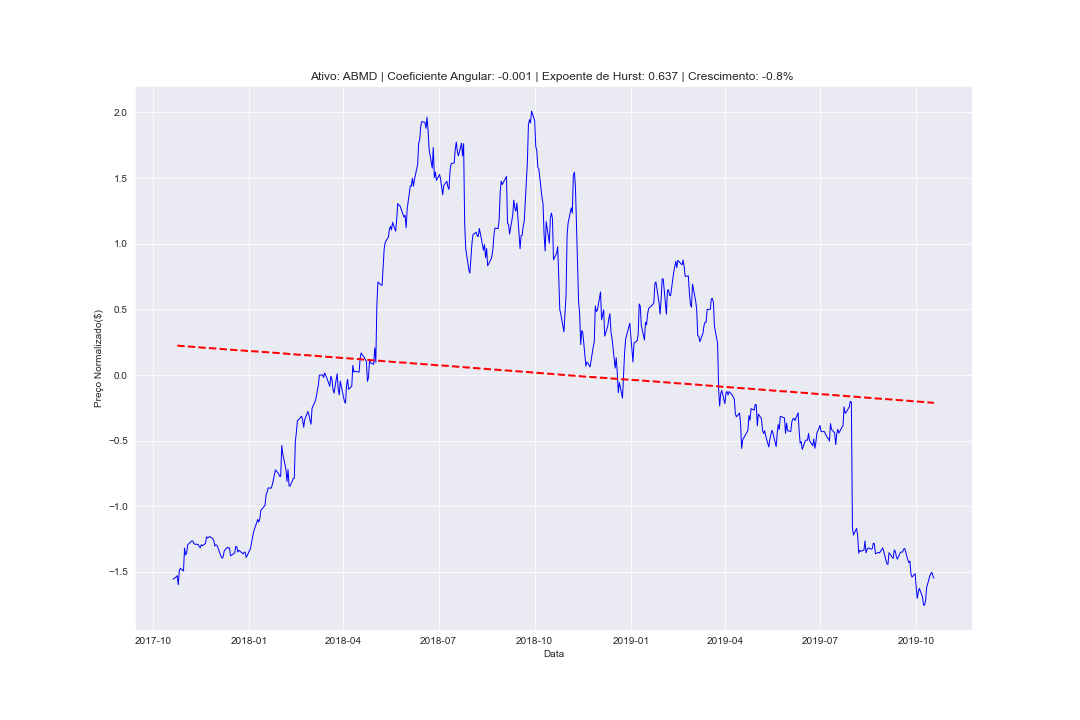 Ativo: ABMD | Coeficiente Angular: -0.001 | Expoente de Hurst: 0.637 | Crescimento: -0.8%
Preço Normalizado($)
2.0
1.5
1.0
0.5
0.0
−0.5
−1.0
−1.5
2017-10 2018-01 2018-04 2018-07 2018-10 2019-01 2019-04 2019-07 2019-10
Data